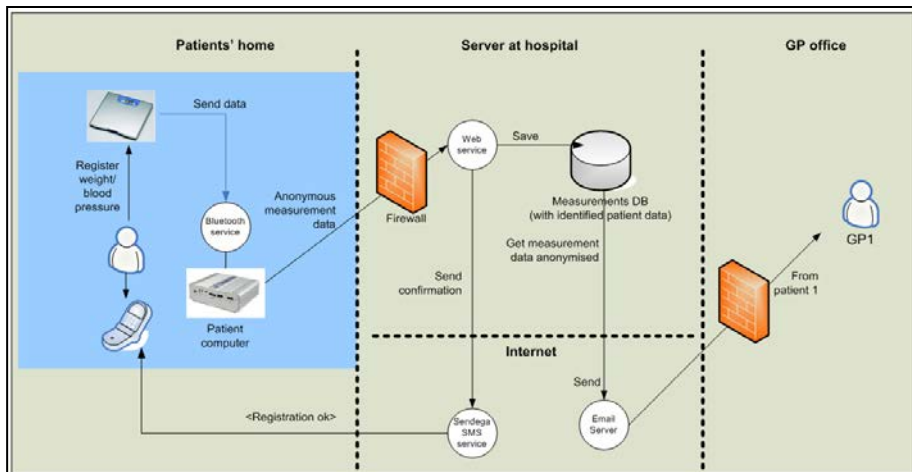 Patients' home
Server at hospital
GP office
Send data
Register
weight/
blood
pressure
Bluetooth
service
Patient
computer
Anonymous
measurement
data
Firewall
Web
service
Save
Measurements DB
(with identified patient data)
Get measurement
data anonymised
Send
confirmation
GP1
From
patient 1
Internet
Send
<Registration ok>
Sendega
SMS
service
Email
Server